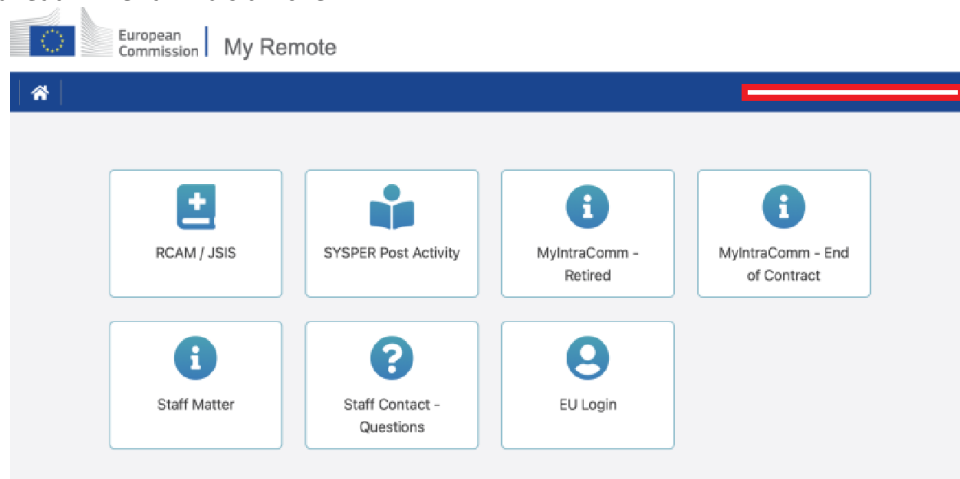 European
Commission
My Remote
RCAM / JSIS
SYSPER Post Activity
MyIntraComm -
Retired
MyIntraComm - End
of Contract
Staff Matter
Staff Contact -
Questions
EU Login